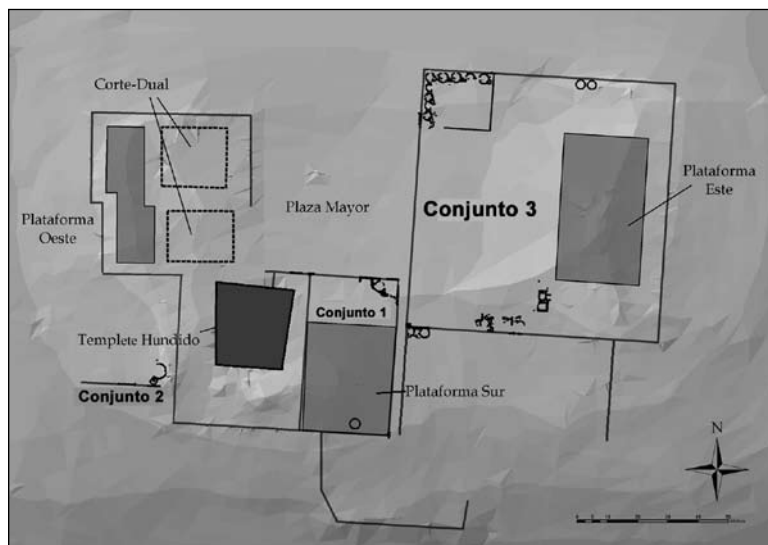 Corte-Dual
Plataforma
Oeste
Plaza Mayor
Conjunto 3
Plataforma
Este
Conjunto 1
Templete Hundido
Conjunto 2
Plataforma Sur
N